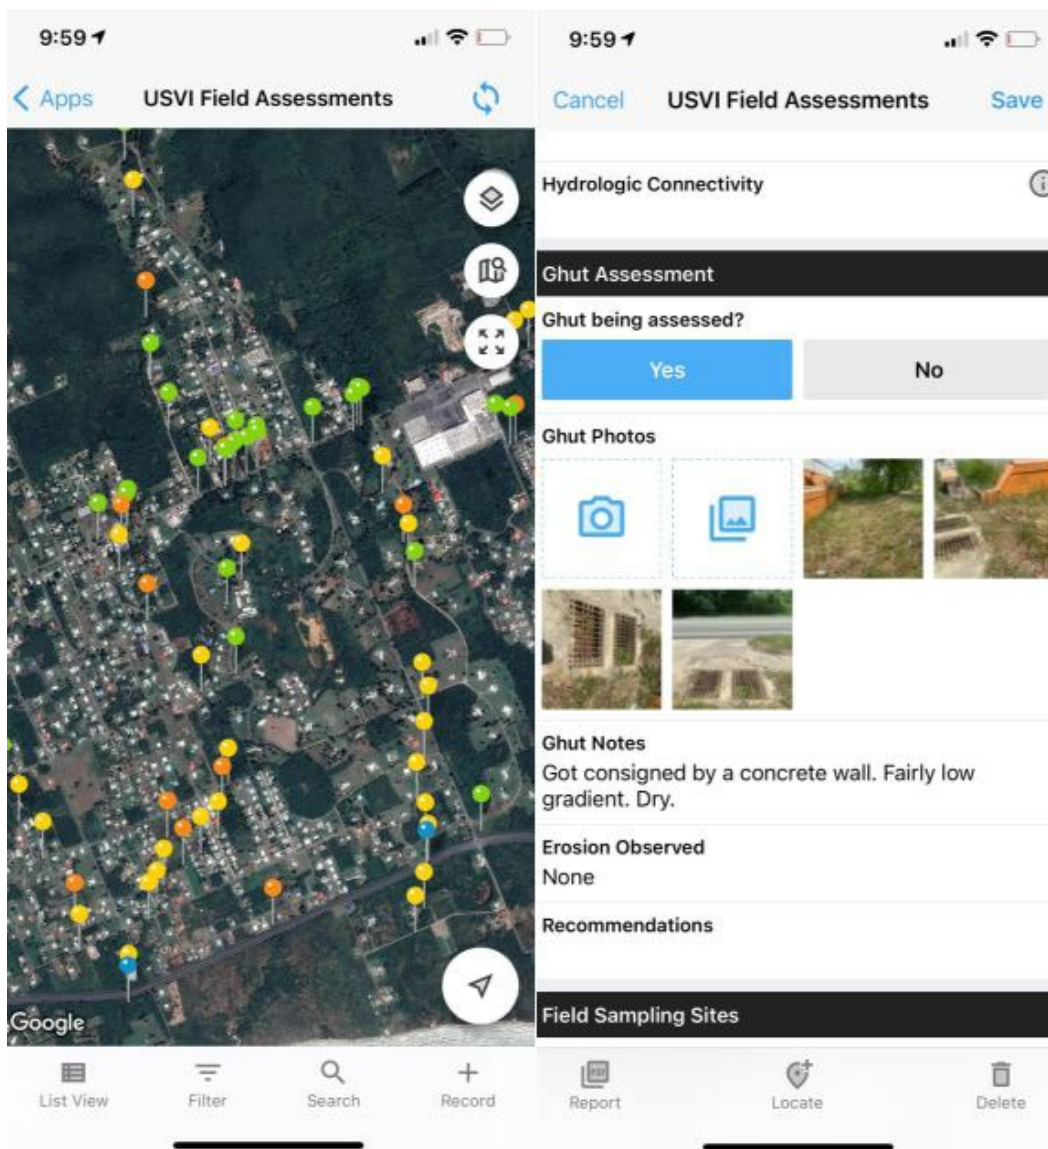 9:59
Apps
USVI Field Assessments
Google
List View
Filter
Search
Record
9:59
Cancel
USVI Field Assessments
Save
Hydrologic Connectivity
Ghut Assessment
Ghut being assessed?
Yes
No
Ghut Photos
Ghut Notes
Got consigned by a concrete wall. Fairly low
gradient. Dry.
Erosion Observed
None
Recommendations
Field Sampling Sites
PDF
Report
Locate
Delete